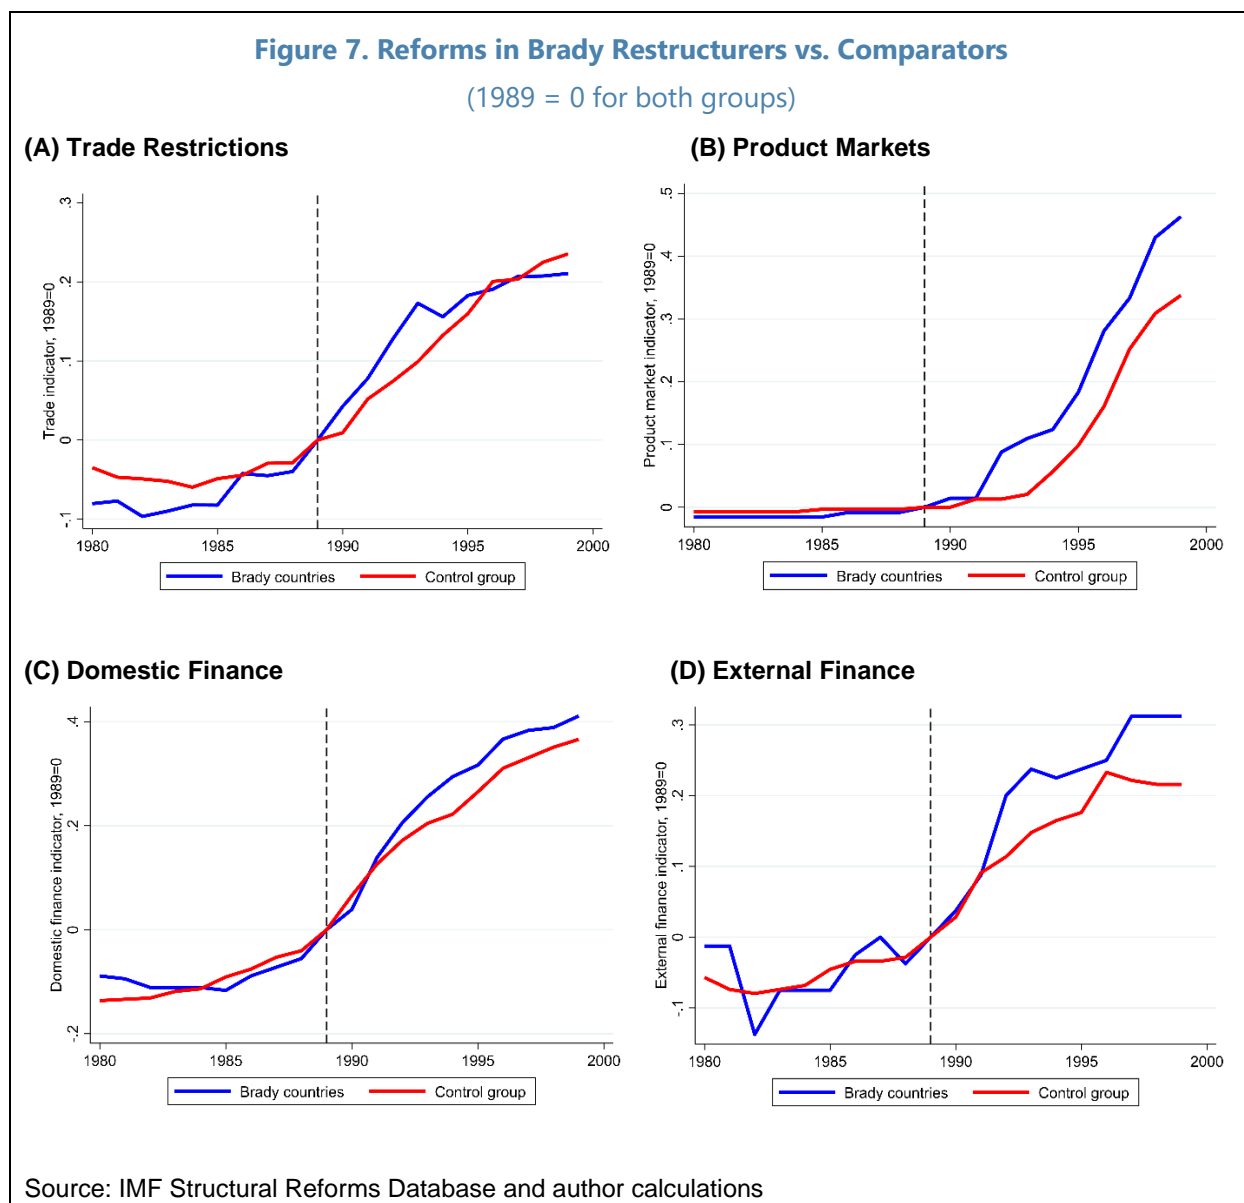 Figure 7. Reforms in Brady Restructurers vs. Comparators
(1989 = 0 for both groups)
(A) Trade Restrictions
Trade indicator, 1989=0
.3
.2
.1
0
-.1
1980 1985 1990 1995 2000
Brady countries Control group
(B) Product Markets
Product market indicator, 1989=0
.5
.4
.3
.2
.1
0
1980 1985 1990 1995 2000
Brady countries Control group
(C) Domestic Finance
Domestic finance indicator, 1989=0
.4
.2
0
-.2
1980 1985 1990 1995 2000
Brady countries Control group
(D) External Finance
External finance indicator, 1989=0
.3
.2
.1
0
-.1
1980 1985 1990 1995 2000
Brady countries Control group
Source: IMF Structural Reforms Database and author calculations